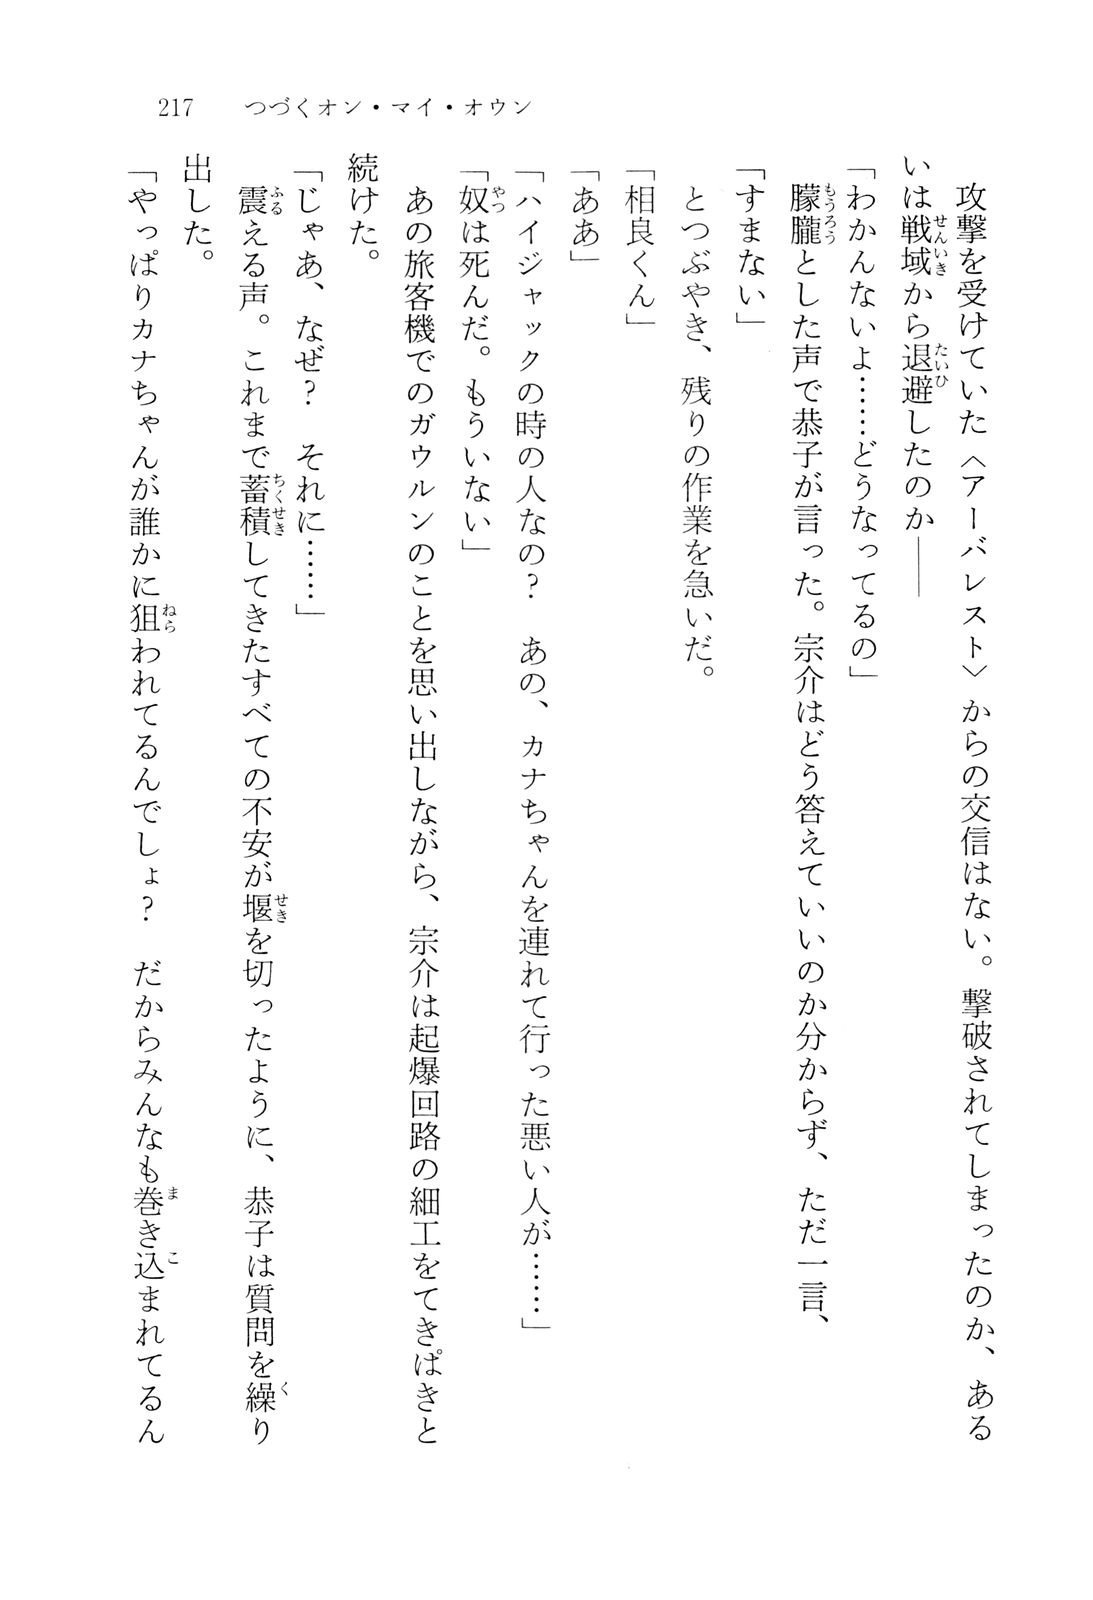 217　つづくオン・マイ・オウン
　攻撃を受けていた〈アーバレスト〉からの交信はない。撃破されてしまったのか、ある
いは戦域から退避したのか――
「わかんないよ……どうなってるの」
　朦朧とした声で恭子が言った。宗介はどう答えていいのか分からず、ただ一言、
「すまない」
　とつぶやき、残りの作業を急いだ。
「相良くん」
「ああ」
「ハイジャックの時の人なの？　あの、カナちゃんを連れて行った悪い人が……」
「奴は死んだ。もういない」
　あの旅客機でのガウルンのことを思い出しながら、宗介は起爆回路の細工をてきぱきと
続けた。
「じゃあ、なぜ？　それに……」
　震える声。これまで蓄積してきたすべての不安が堰を切ったように、恭子は質問を繰り
出した。
「やっぱりカナちゃんが誰かに狙われてるんでしょ？　だからみんなも巻き込まれてるん